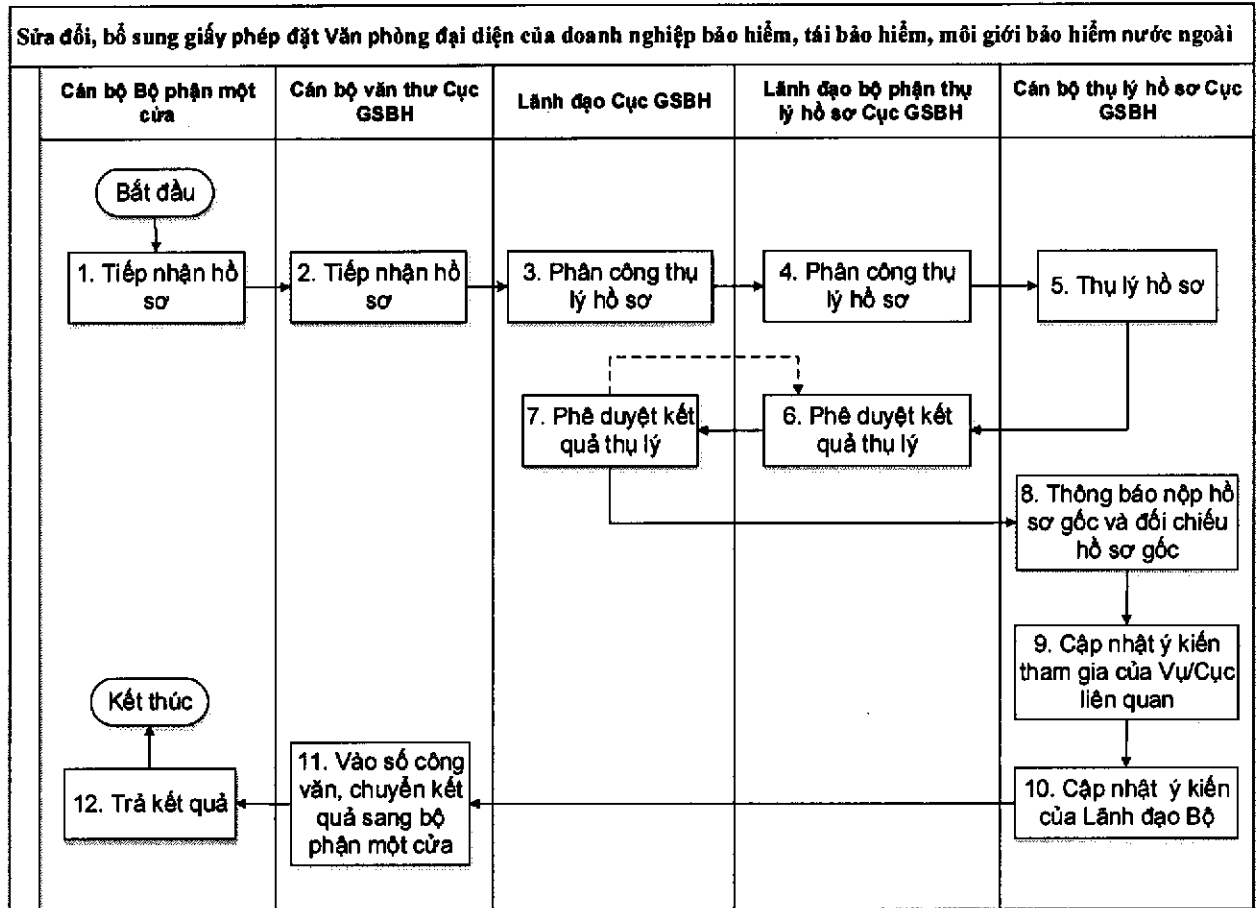 Sửa đổi, bổ sung giấy phép đặt Văn phòng đại diện của doanh nghiệp bảo hiểm, tái bảo hiểm, môi giới bảo hiểm nước ngoài
Cán bộ Bộ phận một
cửa
Cán bộ văn thư Cục
GSBH
Lãnh đạo Cục GSBH
Lãnh đạo bộ phận thụ
lý hồ sơ Cục GSBH
Cán bộ thụ lý hồ sơ Cục
GSBH
Bắt đầu
1. Tiếp nhận hồ
sơ
2. Tiếp nhận hồ
sơ
3. Phân công thụ
lý hồ sơ
4. Phân công thụ
lý hồ sơ
5. Thụ lý hồ sơ
7. Phê duyệt kết
quả thụ lý
6. Phê duyệt kết
quả thụ lý
8. Thông báo nộp hồ
sơ gốc và đối chiếu
hồ sơ gốc
9. Cập nhật ý kiến
tham gia của Vụ/Cục
liên quan
Kết thúc
12. Trả kết quả
11. Vào số công
văn, chuyển kết
quả sang bộ
phận một cửa
10. Cập nhật ý kiến
của Lãnh đạo Bộ